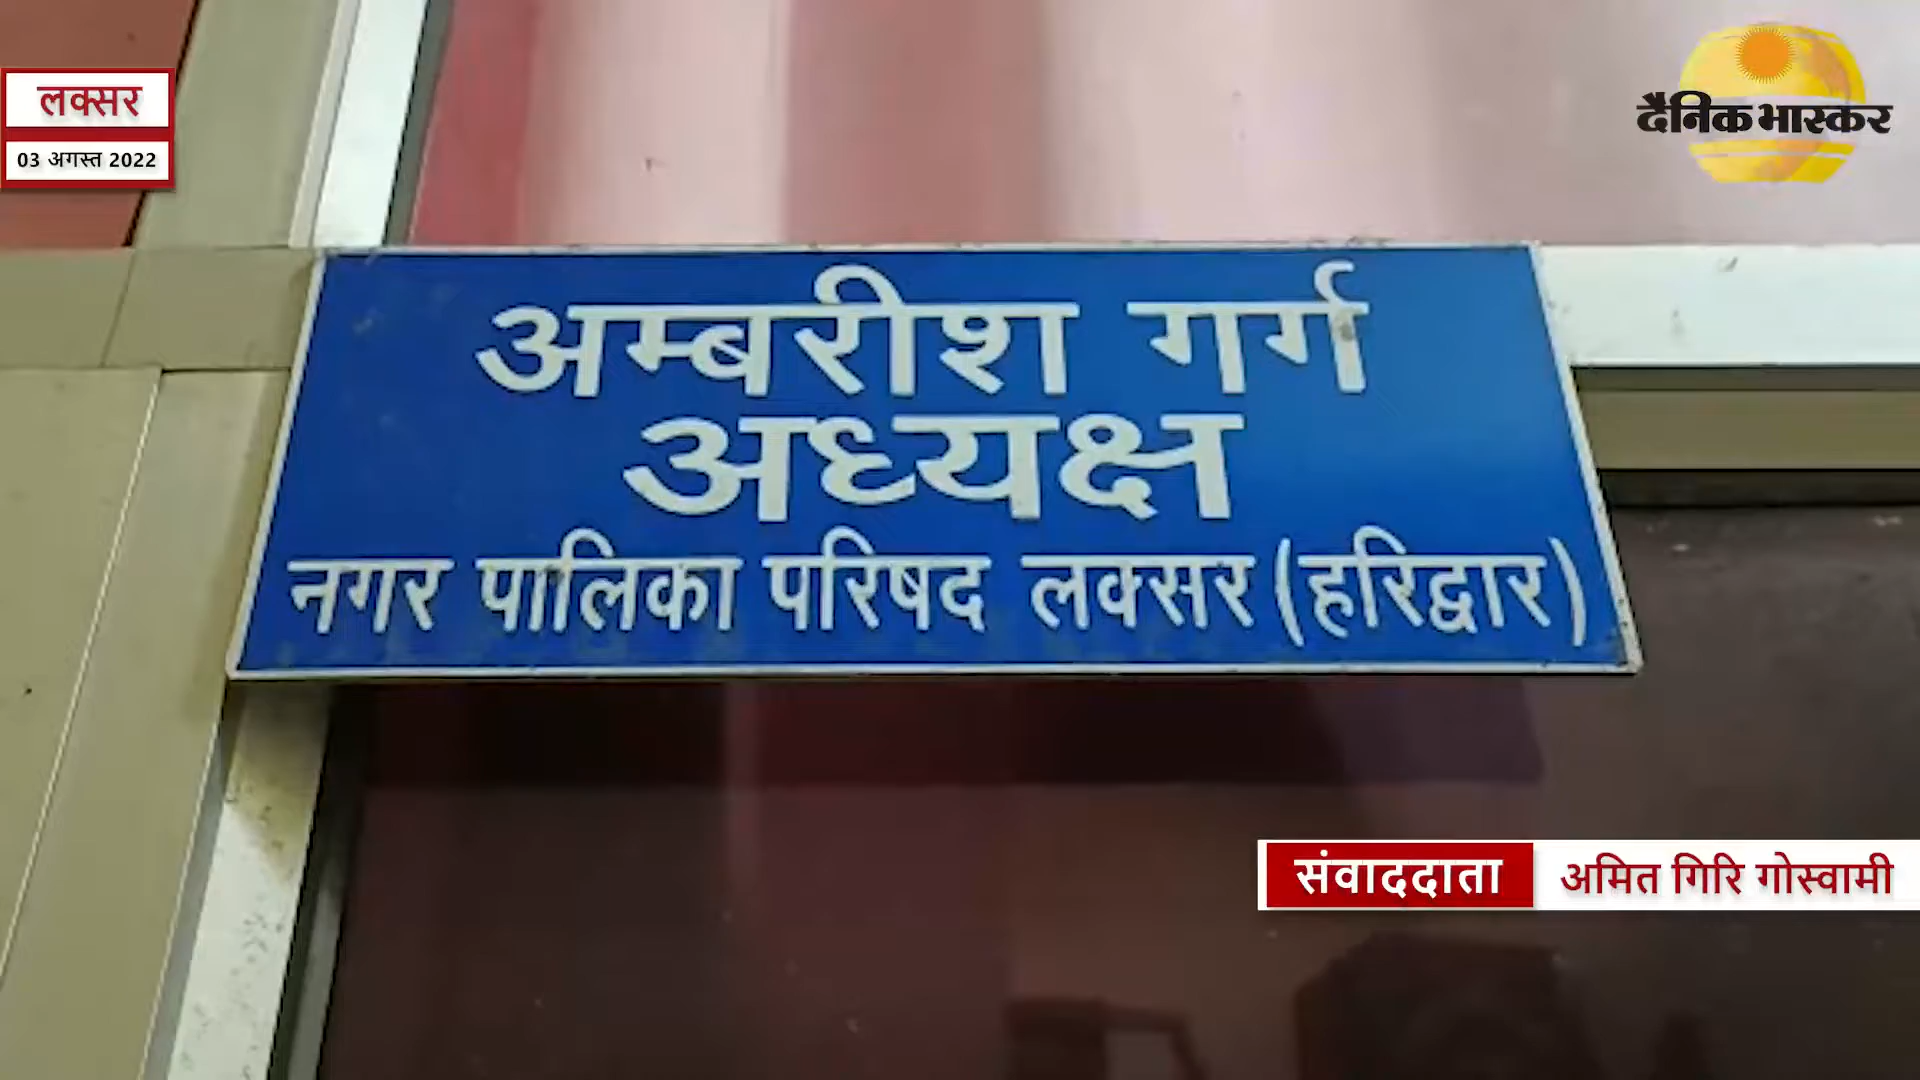 लक्सर
03 अगस्त 2022
दैनिक भास्कर
अम्बरीश गर्ग
अध्यक्ष
नगर पालिका परिषद लक्सर (हरिद्वार)
संवाददाता अमित गिरि गोस्वामी